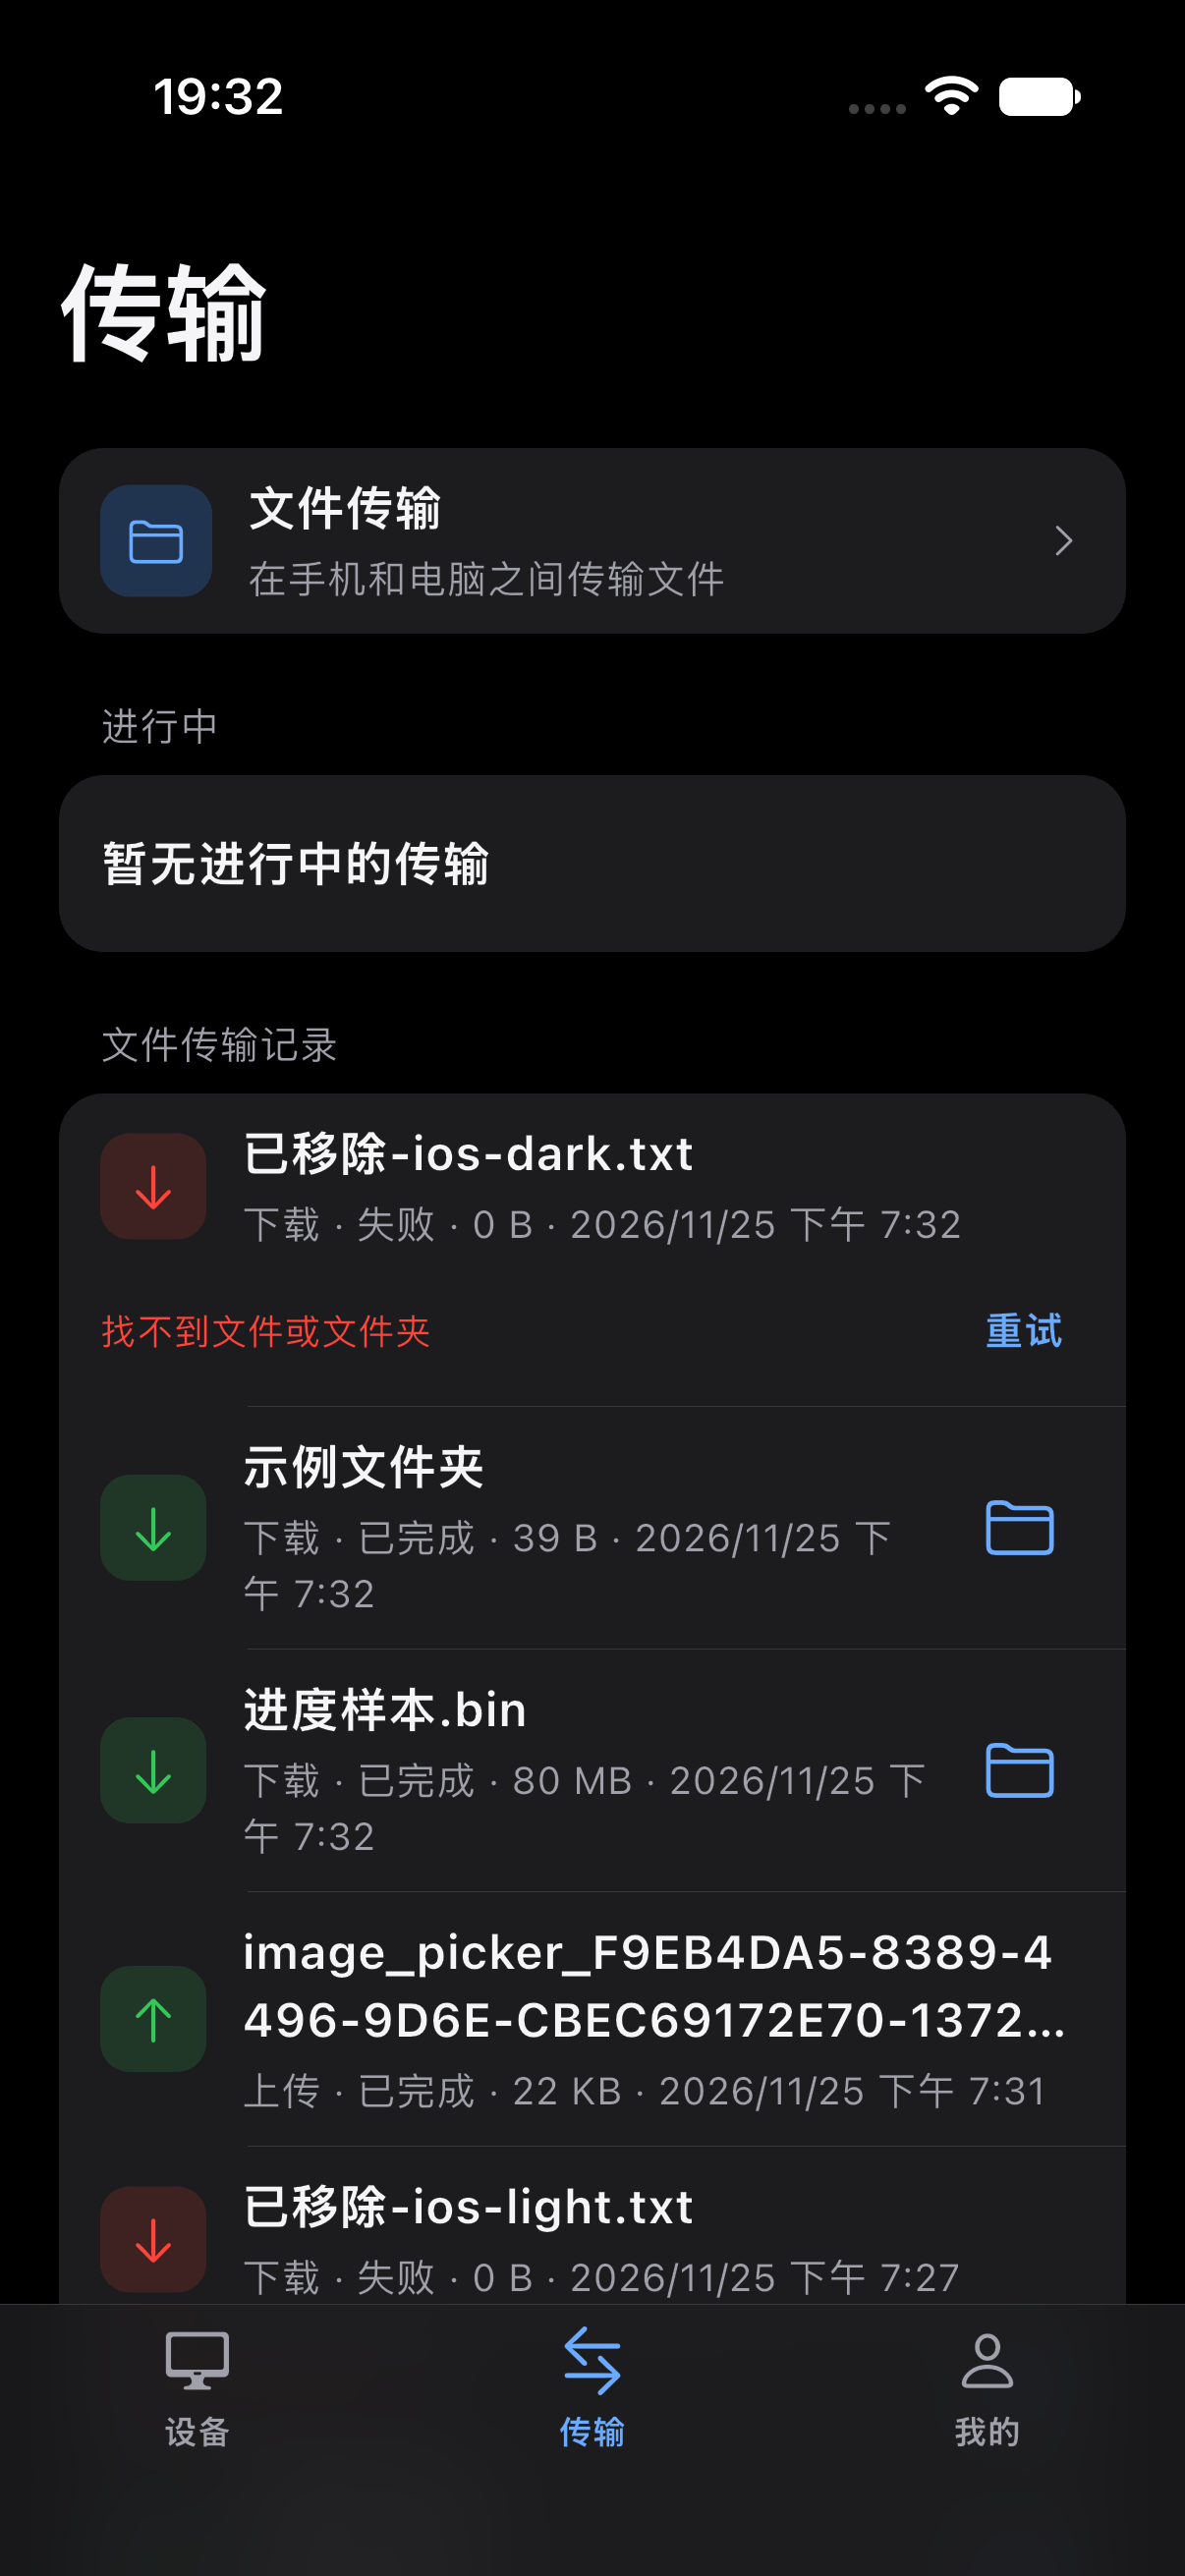 19:32
传输
文件传输
在手机和电脑之间传输文件
进行中
暂无进行中的传输
文件传输记录
已移除-ios-dark.txt
下载 · 失败 · 0 B · 2026/11/25 下午 7:32
找不到文件或文件夹
重试
示例文件夹
下载 · 已完成 · 39 B · 2026/11/25 下
午 7:32
进度样本.bin
下载 · 已完成 · 80 MB · 2026/11/25 下
午 7:32
image_picker_F9EB4DA5-8389-4
496-9D6E-CBEC69172E70-1372...
上传 · 已完成 · 22 KB · 2026/11/25 下午 7:31
已移除-ios-light.txt
下载 · 失败 · 0 B · 2026/11/25 下午 7:27
设备
传输
我的